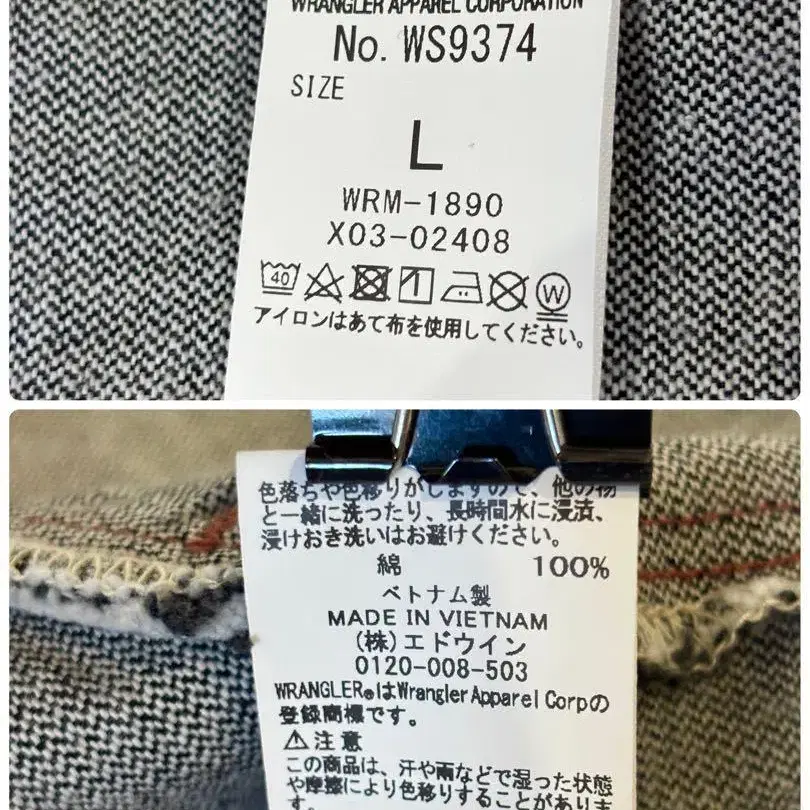 WRANGLER APPAREL CORPORATION
No. WS9374
SIZE
L
WRM-1890
X03-02408
40
W
アイロンはあて布を使用してください。
色落ちや色移りがしますので、他の物
と一緒に洗ったり、長時間水に浸漬、
浸けおき洗いはお避けください。
綿 100%
ベトナム製
MADE IN VIETNAM
(株)エドウイン
0120-008-503
WRANGLER®はWrangler Apparel Corpの
登録商標です。
⚠注意
この商品は、汗や雨などで湿った状態
や摩擦により色移りすることがありま
す。